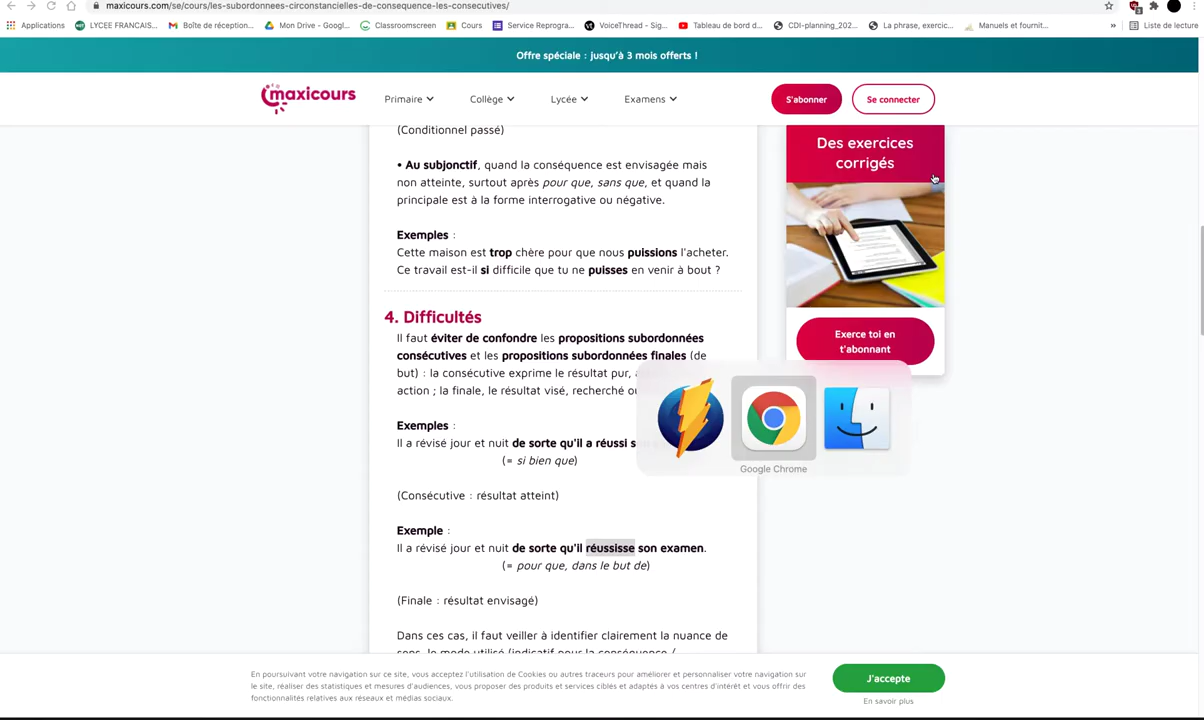 maxicours.com/se/cours/les-subordonnees-circonstancielles-de-consequence-les-consecutives/
Applications LYCEE FRANCAIS... Boîte de réception... Mon Drive - Googl... Classroomscreen Cours Service Reprogra... VoiceThread - Sig... Tableau de bord d... CDI-planning_202... La phrase, exercic... Manuels et fournit... » Liste de lecture
Offre spéciale : jusqu'à 3 mois offerts !
maxicours Primaire Collège Lycée Examens S'abonner Se connecter
(Conditionnel passé)
• Au subjonctif, quand la conséquence est envisagée mais
non atteinte, surtout après pour que, sans que, et quand la
principale est à la forme interrogative ou négative.
Exemples :
Cette maison est trop chère pour que nous puissions l'acheter.
Ce travail est-il si difficile que tu ne puisses en venir à bout ?
4. Difficultés
Il faut éviter de confondre les propositions subordonnées
consécutives et les propositions subordonnées finales (de
but) : la consécutive exprime le résultat pur,
action ; la finale, le résultat visé, recherché
Exemples :
Il a révisé jour et nuit de sorte qu'il a réussi
(= si bien que)
(Consécutive : résultat atteint)
Exemple :
Il a révisé jour et nuit de sorte qu'il réussisse son examen.
(= pour que, dans le but de)
(Finale : résultat envisagé)
Dans ces cas, il faut veiller à identifier clairement la nuance de
sens, le mode utilisé (indicatif pour la conséquence /
Des exercices
corrigés
Exerce toi en
t'abonnant
Google Chrome
En poursuivant votre navigation sur ce site, vous acceptez l'utilisation de Cookies ou autres traceurs pour améliorer et personnaliser votre navigation sur
le site, réaliser des statistiques et mesures d'audiences, vous proposer des produits et services ciblés et adaptés à vos centres d'intérêt et vous offrir des
fonctionnalités relatives aux réseaux et médias sociaux.
J'accepte
En savoir plus